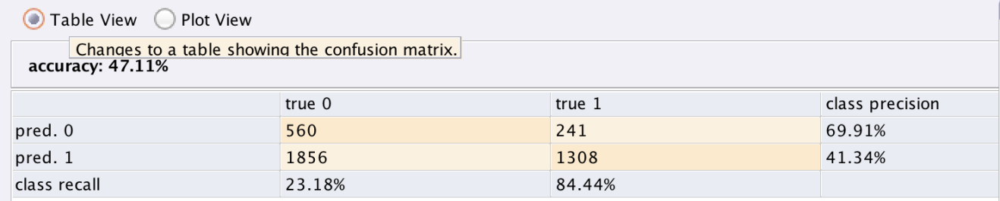 Table View Plot View
Changes to a table showing the confusion matrix.
accuracy: 47.11%
true 0 true 1 class precision
pred. 0 560 241 69.91%
pred. 1 1856 1308 41.34%
class recall 23.18% 84.44%